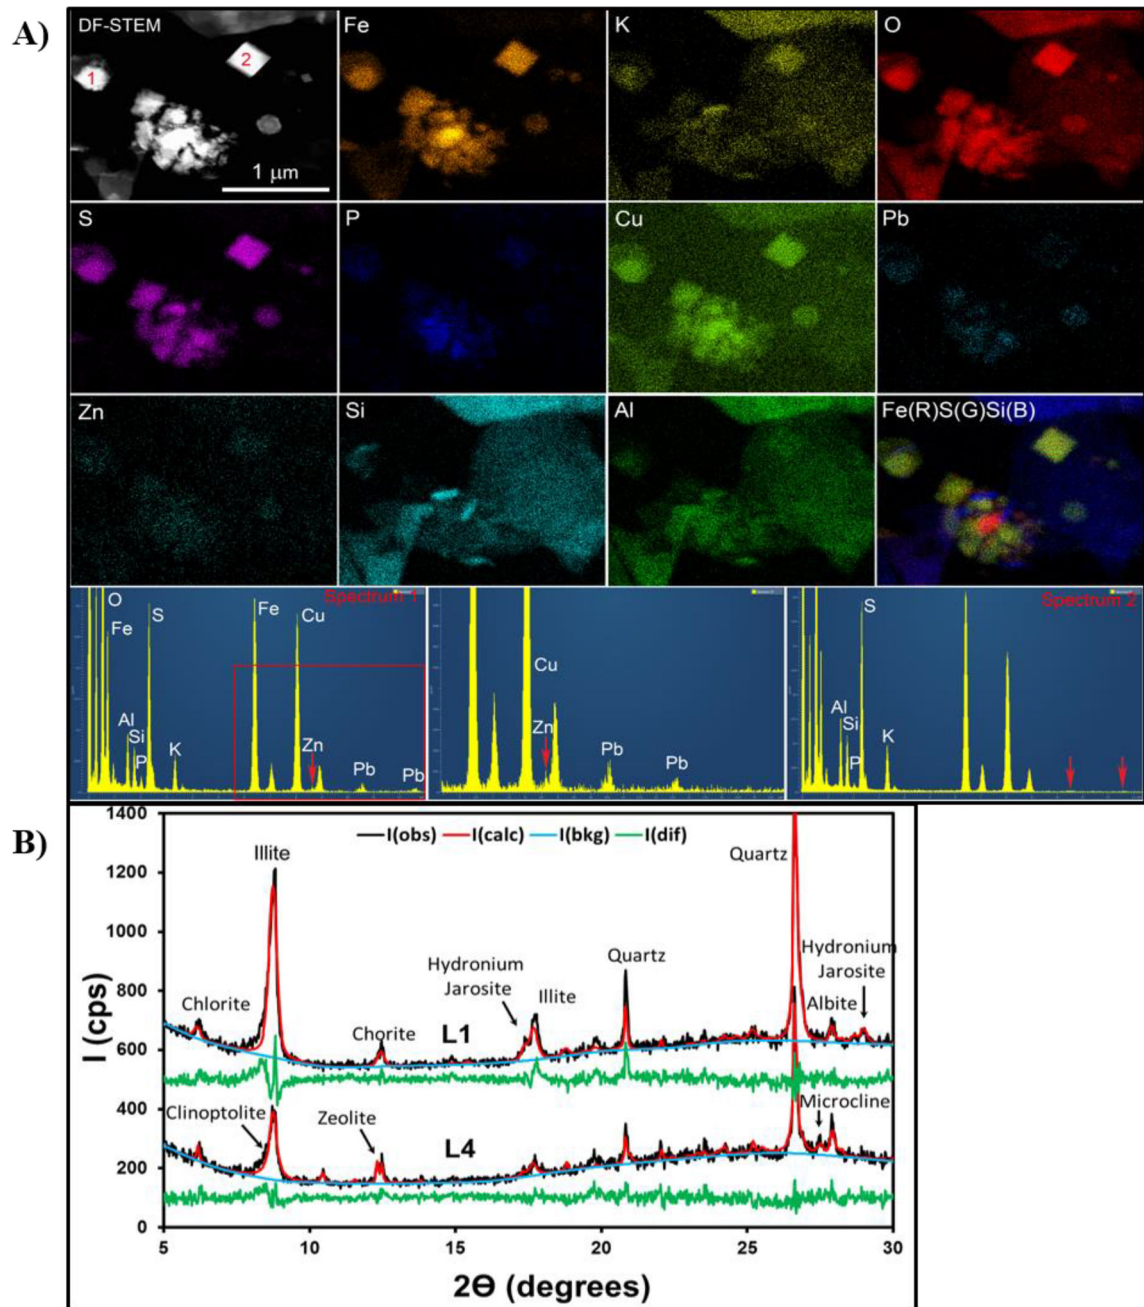 A)
DF-STEM
Fe
K
O
1
2
1 μm
S
P
Cu
Pb
Zn
Si
Al
Fe(R)S(G)Si(B)
Spectrum 1
O
Fe
S
Fe
Cu
Al
Si
P
K
Zn
Pb
Pb
Cu
Zn
Pb
Pb
Spectrum 2
S
Al
Si
P
K
B)
I(obs) I(calc) I(bkg) I(dif)
1400
1200
1000
800
600
400
200
0
I (cps)
Illite
Chlorite
Chorite
Hydronium
Jarosite
L1
Illite
Quartz
Quartz
Hydronium
Jarosite
Albite
Clinoptolite
Zeolite
L4
Microcline
5 10 15 20 25 30
2Θ (degrees)